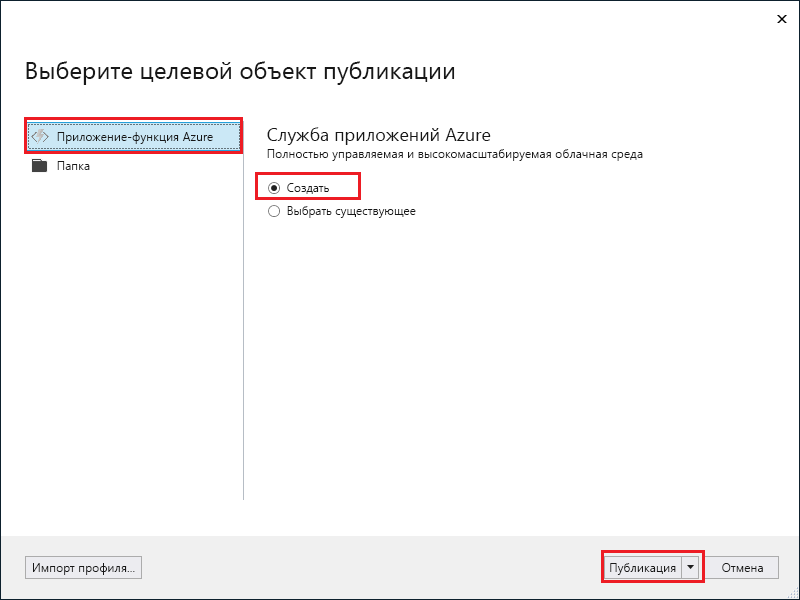 Выберите целевой объект публикации
Приложение-функция Azure
Папка
Служба приложений Azure
Полностью управляемая и высокомасштабируемая облачная среда
Создать
Выбрать существующее
Импорт профиля...
Публикация
Отмена